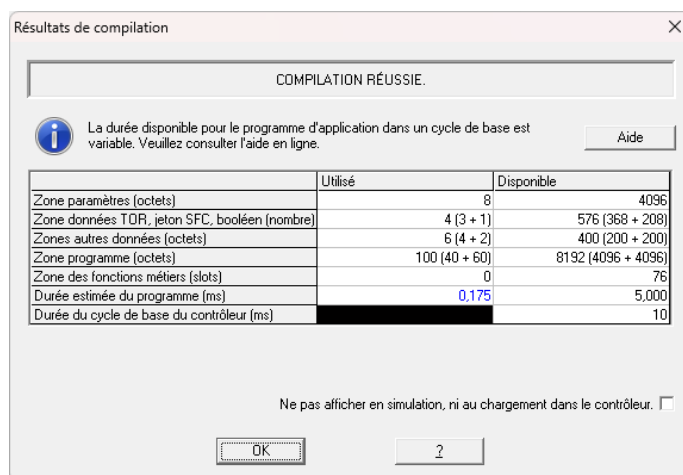 Résultats de compilation
COMPILATION RÉUSSIE.
La durée disponible pour le programme d'application dans un cycle de base est
variable. Veuillez consulter l'aide en ligne.
Aide
Utilisé Disponible
Zone paramètres (octets) 8 4096
Zone données TOR, jeton SFC, booléen (nombre) 4 (3 + 1) 576 (368 + 208)
Zones autres données (octets) 6 (4 + 2) 400 (200 + 200)
Zone programme (octets) 100 (40 + 60) 8192 (4096 + 4096)
Zone des fonctions métiers (slots) 0 76
Durée estimée du programme (ms) 0,175 5,000
Durée du cycle de base du contrôleur (ms) 10
Ne pas afficher en simulation, ni au chargement dans le contrôleur.
OK ?